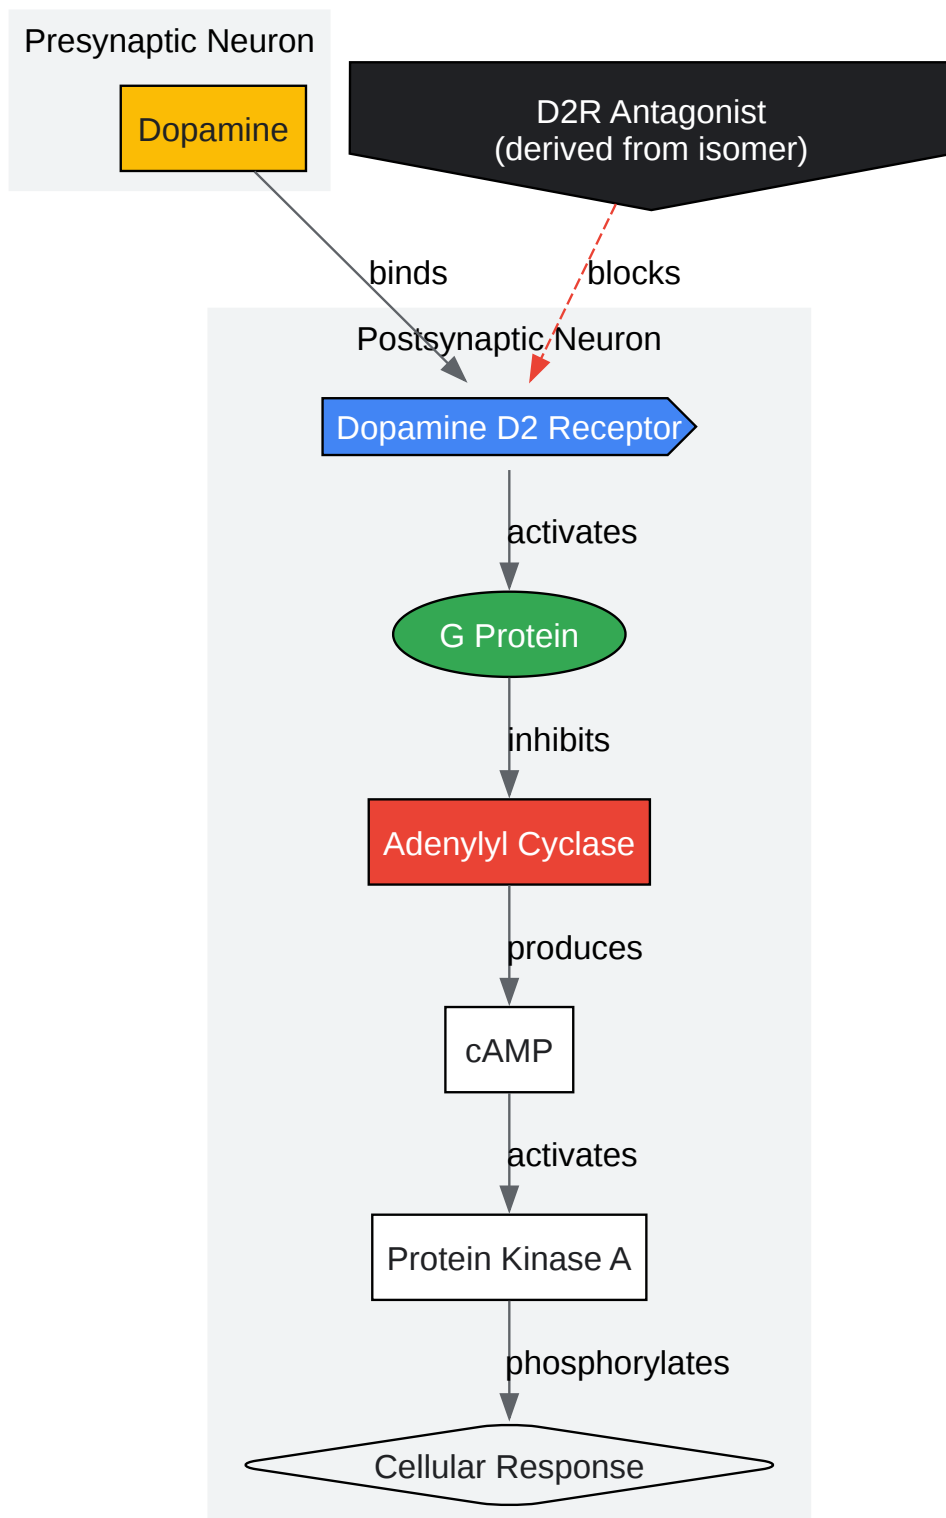 Presynaptic Neuron
Dopamine
D2R Antagonist
(derived from isomer)
binds
blocks
Postsynaptic Neuron
Dopamine D2 Receptor
activates
G Protein
inhibits
Adenylyl Cyclase
produces
cAMP
activates
Protein Kinase A
phosphorylates
Cellular Response